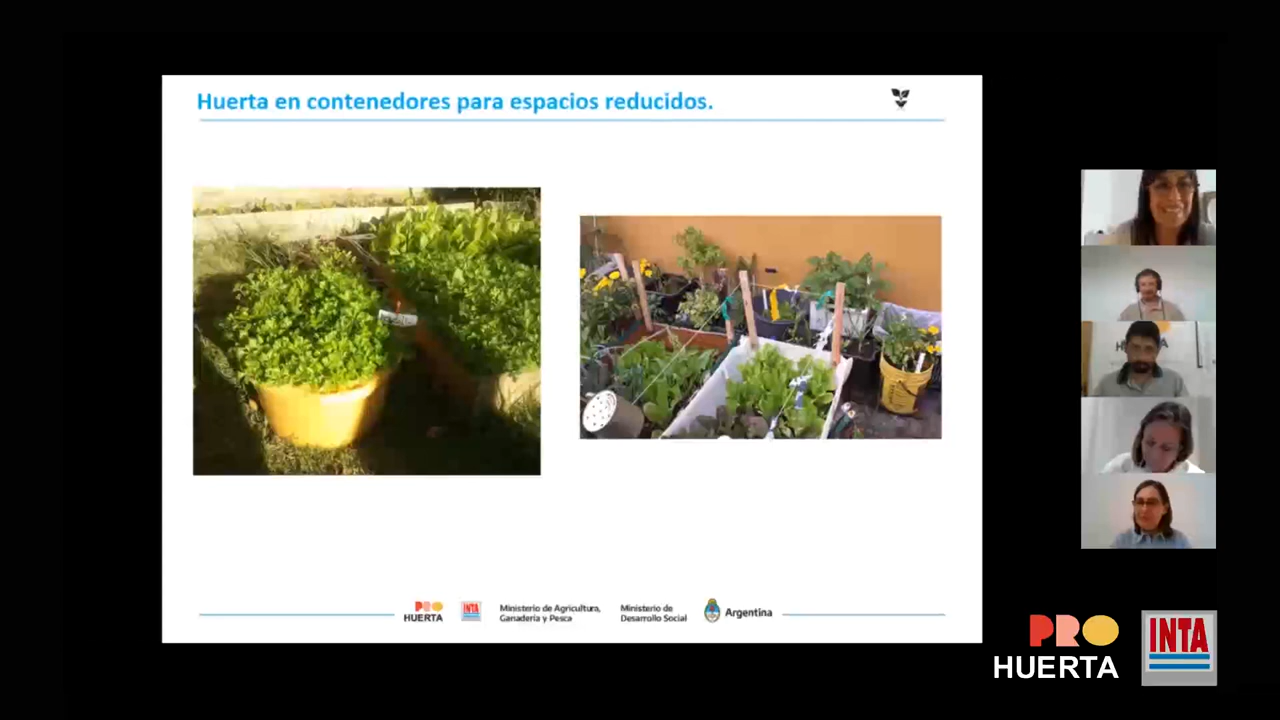 Huerta en contenedores para espacios reducidos.
PRO
HUERTA
INTA
Ministerio de Agricultura,
Ganadería y Pesca
Ministerio de
Desarrollo Social
Argentina
PRO
HUERTA
INTA